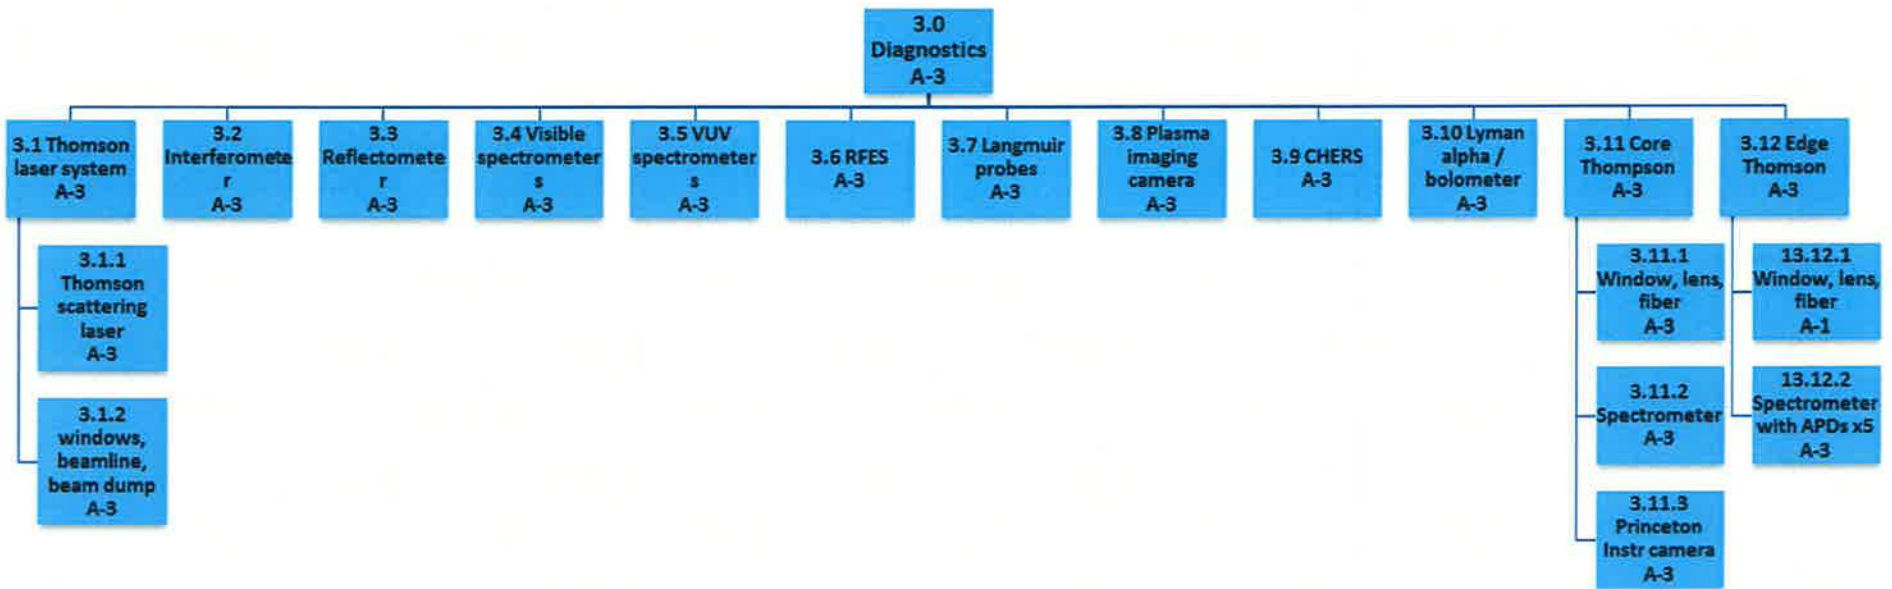 3.0
Diagnostics
A-3
3.1 Thomson
laser system
A-3
3.2
Interferomete
r
A-3
3.3
Reflectomete
r
A-3
3.4 Visible
spectrometer
s
A-3
3.5 VUV
spectrometer
s
A-3
3.6 RFES
A-3
3.7 Langmuir
probes
A-3
3.8 Plasma
imaging
camera
A-3
3.9 CHERS
A-3
3.10 Lyman
alpha /
bolometer
A-3
3.11 Core
Thompson
A-3
3.12 Edge
Thomson
A-3
3.1.1
Thomson
scattering
laser
A-3
3.1.2
windows,
beamline,
beam dump
A-3
3.11.1
Window, lens,
fiber
A-3
3.11.2
Spectrometer
A-3
3.11.3
Princeton
Instr camera
A-3
13.12.1
Window, lens,
fiber
A-1
13.12.2
Spectrometer
with APDs x5
A-3